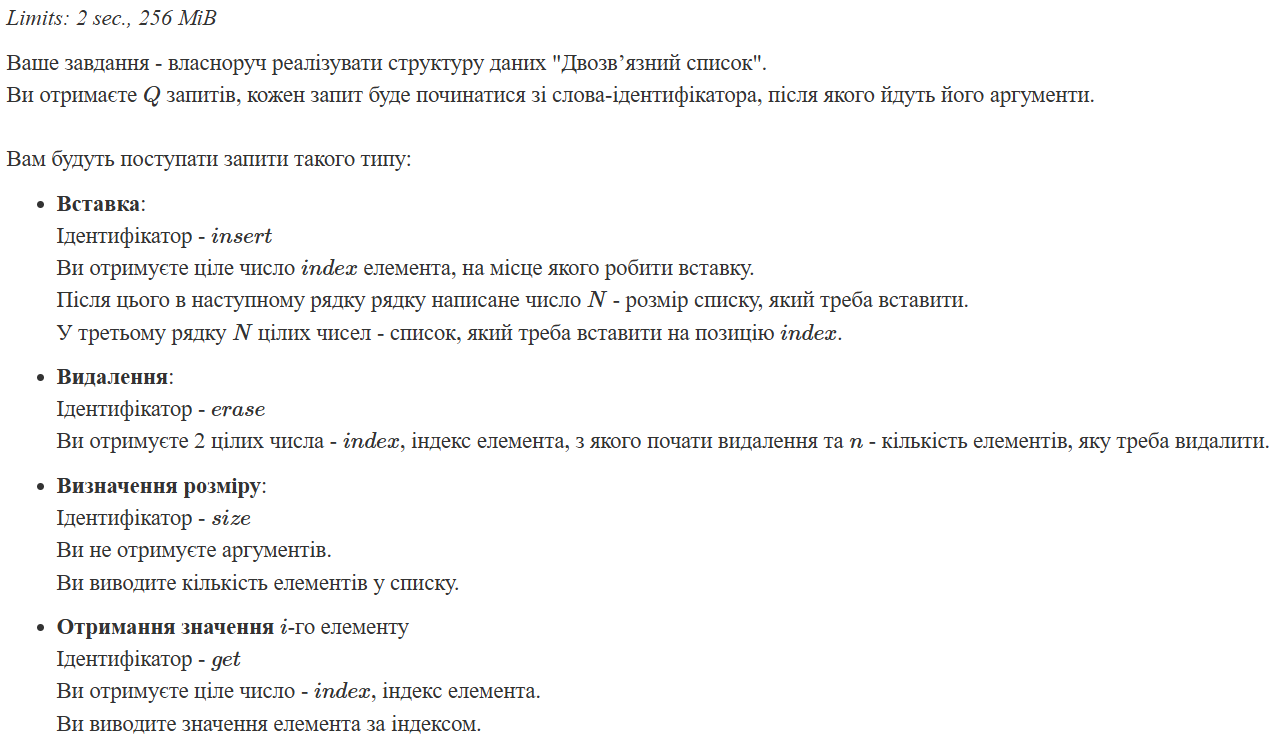 Limits: 2 sec., 256 MiB
Ваше завдання - власноруч реалізувати структуру даних "Двозв’язний список".
Ви отримаєте Q запитів, кожен запит буде починатися зі слова-ідентифікатора, після якого йдуть його аргументи.
Вам будуть поступати запити такого типу:
• Вставка:
Ідентифікатор - insert
Ви отримуєте ціле число index елемента, на місце якого робити вставку.
Після цього в наступному рядку рядку написане число N - розмір списку, який треба вставити.
У третьому рядку N цілих чисел - список, який треба вставити на позицію index.
• Видалення:
Ідентифікатор - erase
Ви отримуєте 2 цілих числа - index, індекс елемента, з якого почати видалення та n - кількість елементів, яку треба видалити.
• Визначення розміру:
Ідентифікатор - size
Ви не отримуєте аргументів.
Ви виводите кількість елементів у списку.
• Отримання значення i-го елементу
Ідентифікатор - get
Ви отримуєте ціле число - index, індекс елемента.
Ви виводите значення елемента за індексом.